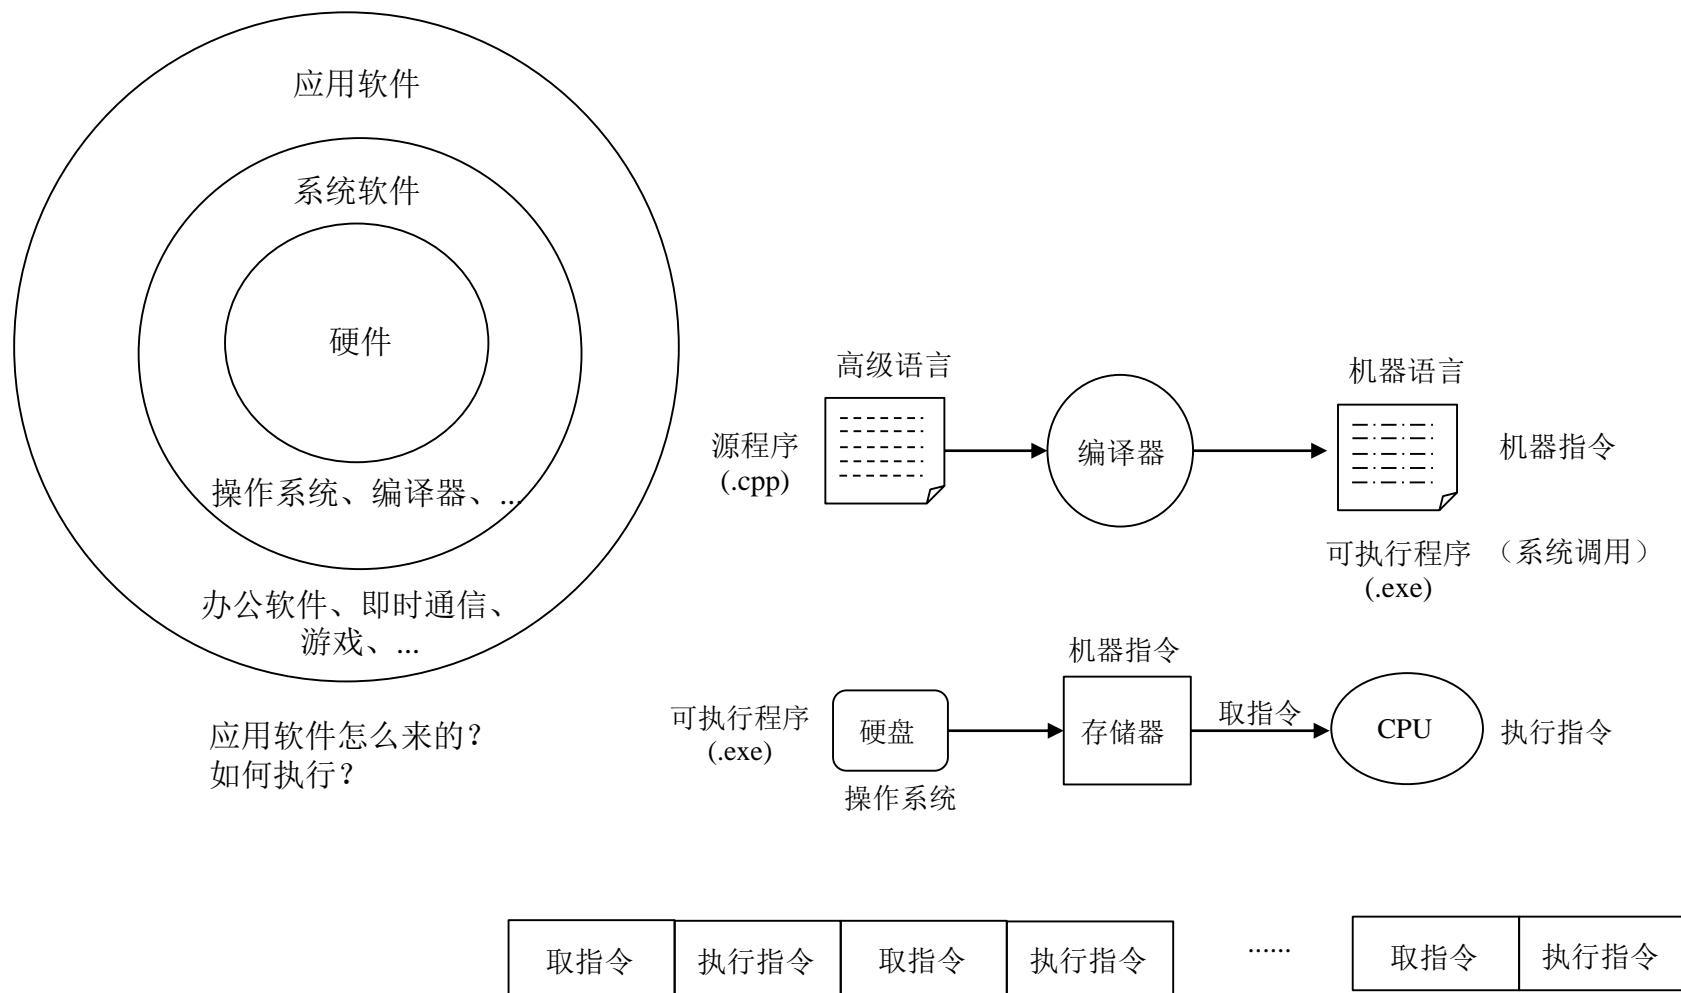 应用软件
系统软件
硬件
操作系统、编译器、...
办公软件、即时通信、
游戏、...
应用软件怎么来的？
如何执行？
高级语言
机器语言
源程序
(.cpp)
编译器
机器指令
可执行程序
(.exe)
（系统调用）
机器指令
可执行程序
(.exe)
硬盘
操作系统
存储器
取指令
CPU
执行指令
取指令
执行指令
取指令
执行指令
......
取指令
执行指令